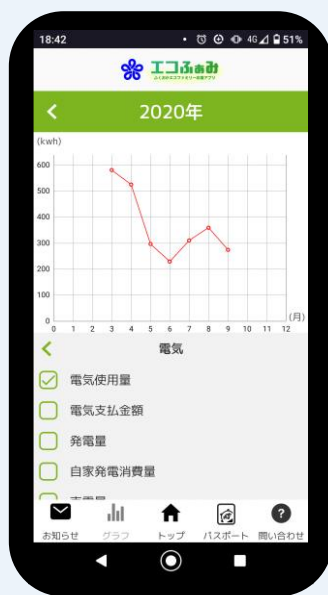 18:42 4G 51%
エコふぁみ
ふくおかエコファミリー応援アプリ
2020年
(kwh)
600
500
400
300
200
100
0
0 1 2 3 4 5 6 7 8 9 10 11 12 (月)
電気
電気使用量
電気支払金額
発電量
自家発電消費量
お知らせ グラフ トップ パスポート 問い合わせ